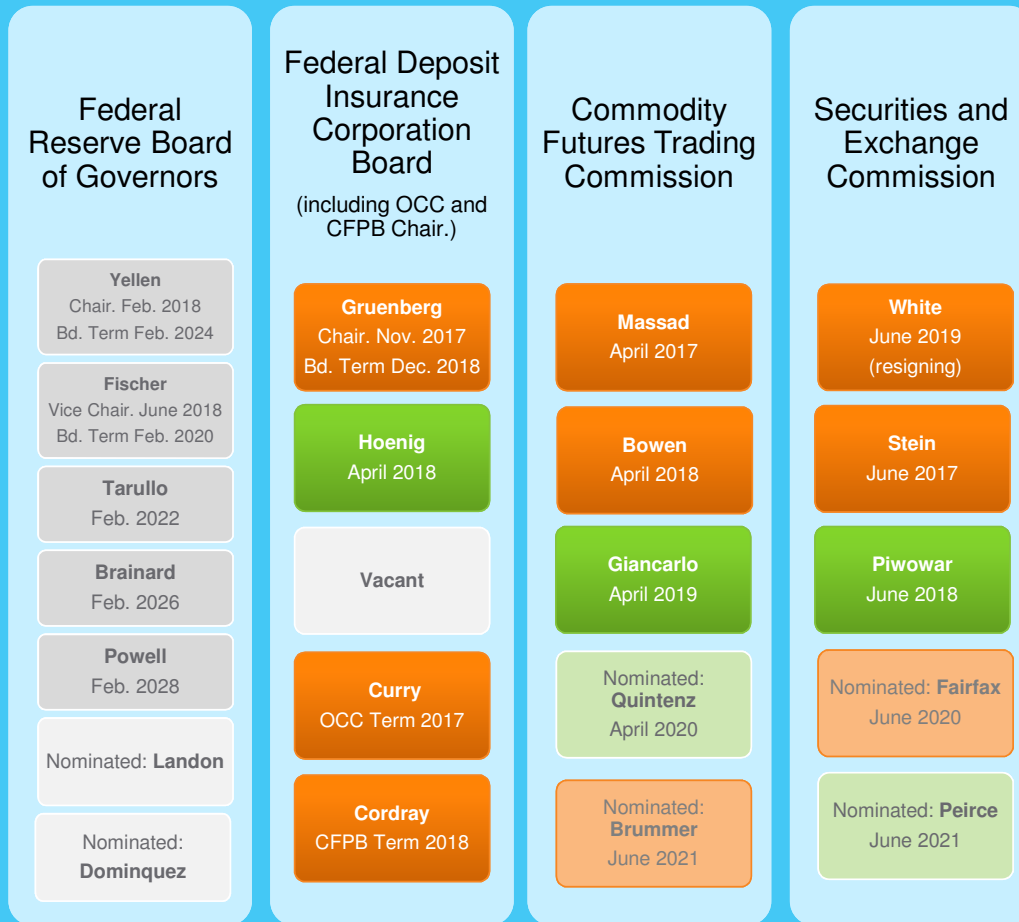 Federal
Reserve Board
of Governors
Yellen
Chair. Feb. 2018
Bd. Term Feb. 2024
Fischer
Vice Chair. June 2018
Bd. Term Feb. 2020
Tarullo
Feb. 2022
Brainard
Feb. 2026
Powell
Feb. 2028
Nominated: Landon
Nominated:
Dominquez
Federal Deposit
Insurance
Corporation
Board
(including OCC and
CFPB Chair.)
Gruenberg
Chair. Nov. 2017
Bd. Term Dec. 2018
Hoenig
April 2018
Vacant
Curry
OCC Term 2017
Cordray
CFPB Term 2018
Commodity
Futures Trading
Commission
Massad
April 2017
Bowen
April 2018
Giancarlo
April 2019
Nominated:
Quintenz
April 2020
Nominated:
Brummer
June 2021
Securities and
Exchange
Commission
White
June 2019
(resigning)
Stein
June 2017
Piwowar
June 2018
Nominated: Fairfax
June 2020
Nominated: Peirce
June 2021